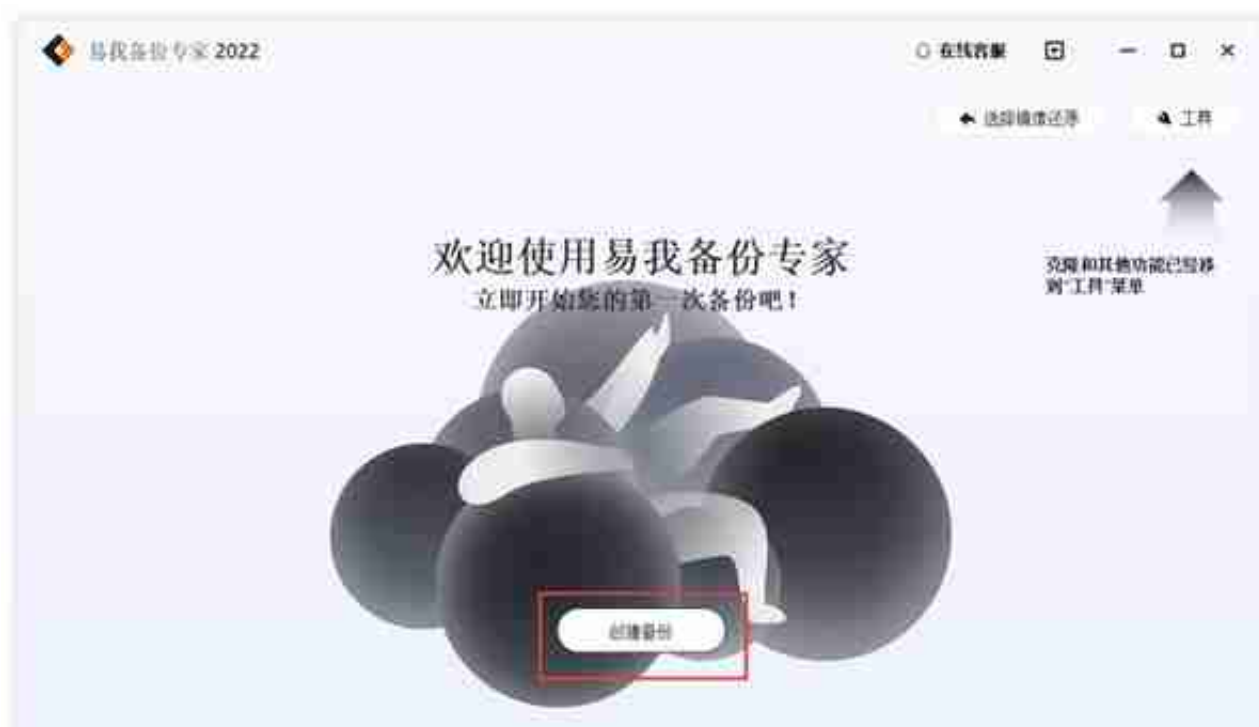 易我备份专家 2022
在线客服
选择镜像还原
工具
欢迎使用易我备份专家
立即开始您的第一次备份吧！
克隆和其他功能已经移
到"工具"菜单
创建备份